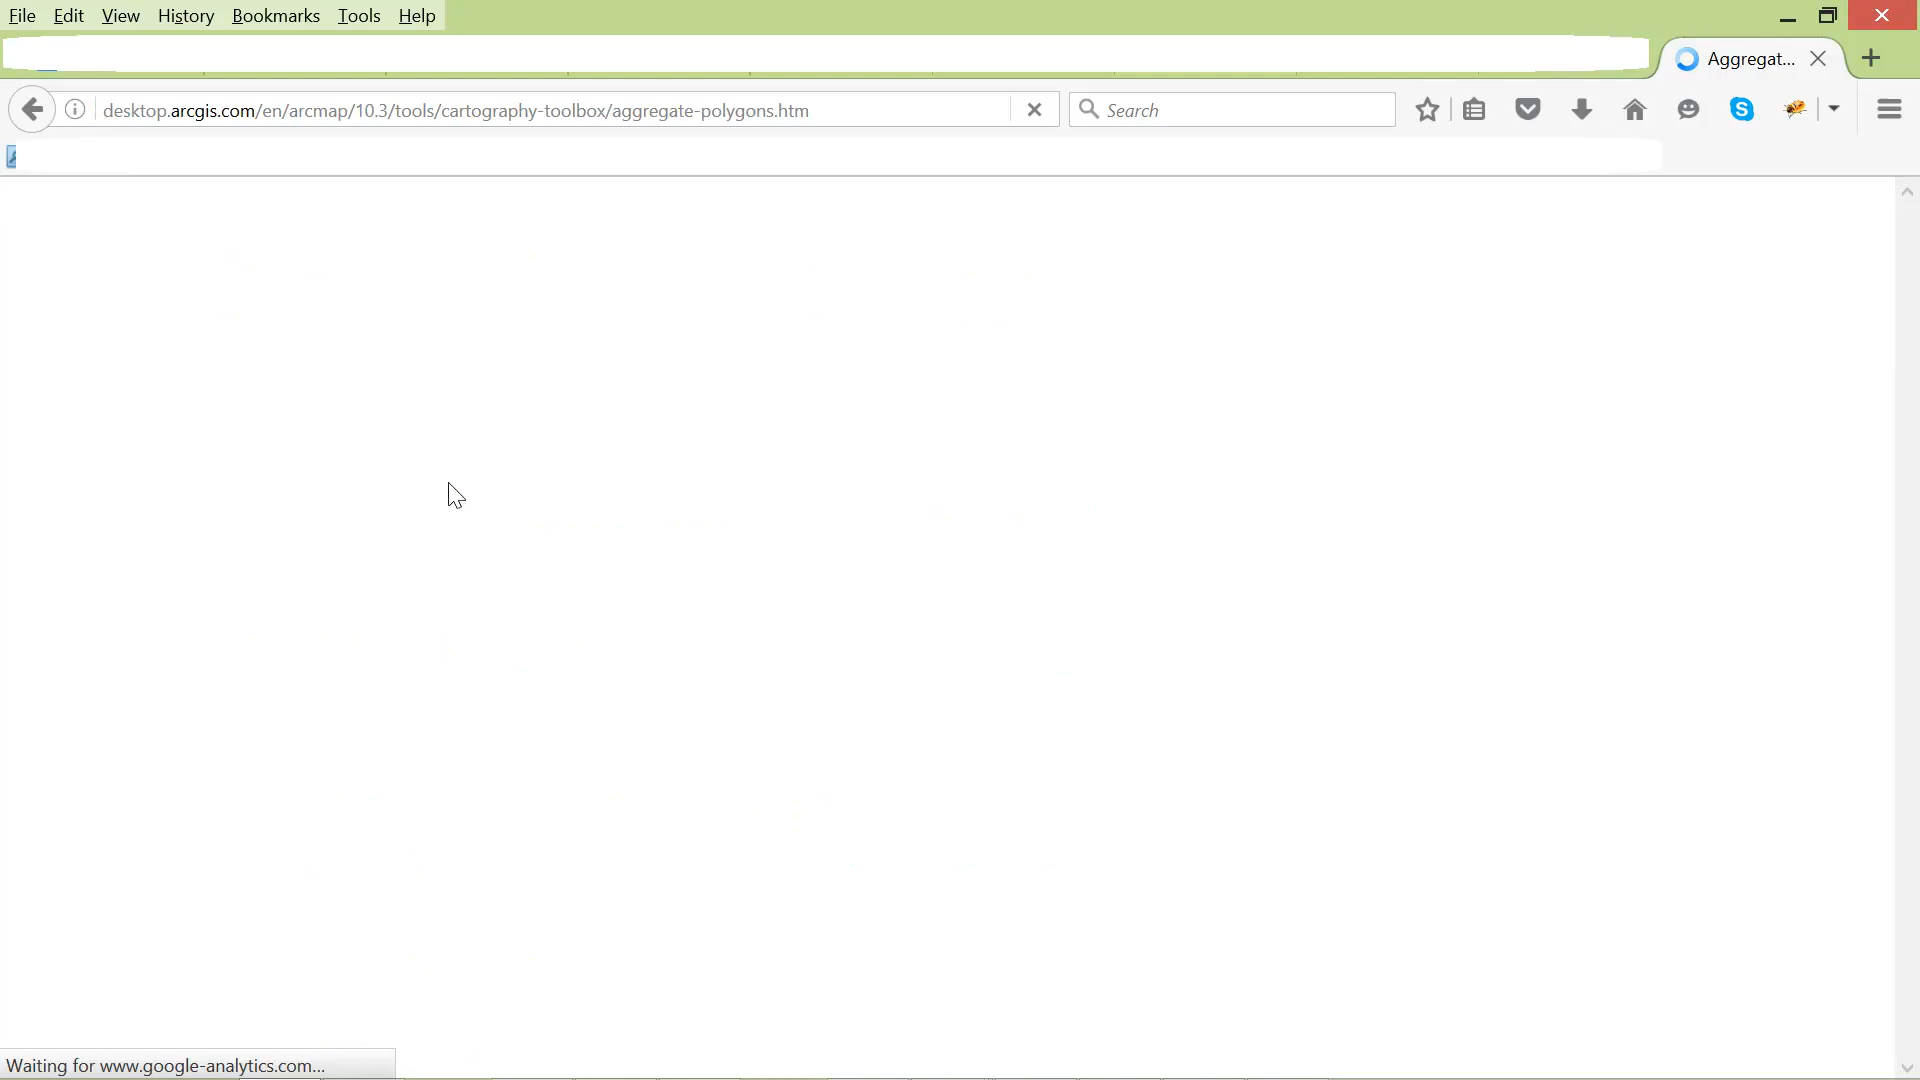 File Edit View History Bookmarks Tools Help
Aggregat...
desktop.arcgis.com/en/arcmap/10.3/tools/cartography-toolbox/aggregate-polygons.htm
Search
Waiting for www.google-analytics.com...